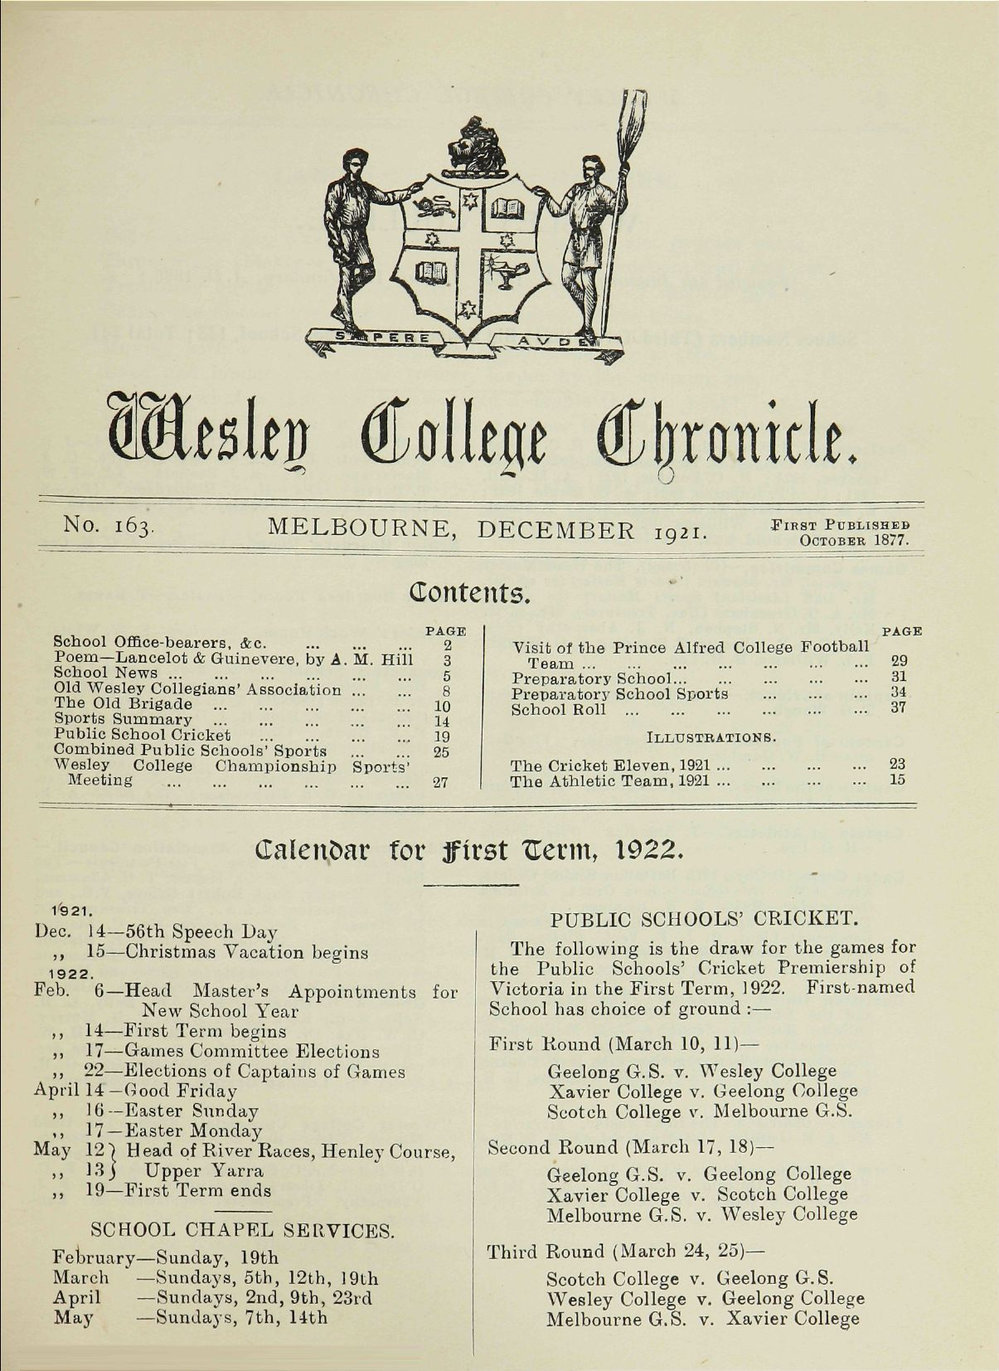 SAPERE AVDE
Wesley College Chronicle.
No. 163. MELBOURNE, DECEMBER 1921. FIRST PUBLISHED
OCTOBER 1877.
Contents.
PAGE
School Office-bearers, &c. ... ... ... 2
Poem—Lancelot & Guinevere, by A. M. Hill 3
School News ... ... ... ... ... ... 5
Old Wesley Collegians' Association ... ... 8
The Old Brigade ... ... ... ... ... 10
Sports Summary ... ... ... ... ... 14
Public School Cricket ... ... ... ... 19
Combined Public Schools' Sports ... ... 25
Wesley College Championship Sports'
Meeting ... ... ... ... ... ... 27
PAGE
Visit of the Prince Alfred College Football
Team ... ... ... ... ... ... ... 29
Preparatory School... ... ... ... ... 31
Preparatory School Sports ... ... ... 34
School Roll ... ... ... ... ... ... 37
ILLUSTRATIONS.
The Cricket Eleven, 1921 ... ... ... ... 23
The Athletic Team, 1921 ... ... ... ... 15
Calendar for First Term, 1922.
1921.
Dec. 14—56th Speech Day
,, 15—Christmas Vacation begins
1922.
Feb. 6—Head Master's Appointments for
New School Year
,, 14—First Term begins
,, 17—Games Committee Elections
,, 22—Elections of Captains of Games
April 14—Good Friday
,, 16—Easter Sunday
,, 17—Easter Monday
May 12} Head of River Races, Henley Course,
,, 13} Upper Yarra
,, 19—First Term ends
SCHOOL CHAPEL SERVICES.
February—Sunday, 19th
March —Sundays, 5th, 12th, 19th
April —Sundays, 2nd, 9th, 23rd
May —Sundays, 7th, 14th
PUBLIC SCHOOLS' CRICKET.
The following is the draw for the games for
the Public Schools' Cricket Premiership of
Victoria in the First Term, 1922. First-named
School has choice of ground :—
First Round (March 10, 11)—
Geelong G.S. v. Wesley College
Xavier College v. Geelong College
Scotch College v. Melbourne G.S.
Second Round (March 17, 18)—
Geelong G.S. v. Geelong College
Xavier College v. Scotch College
Melbourne G.S. v. Wesley College
Third Round (March 24, 25)—
Scotch College v. Geelong G.S.
Wesley College v. Geelong College
Melbourne G.S. v. Xavier College